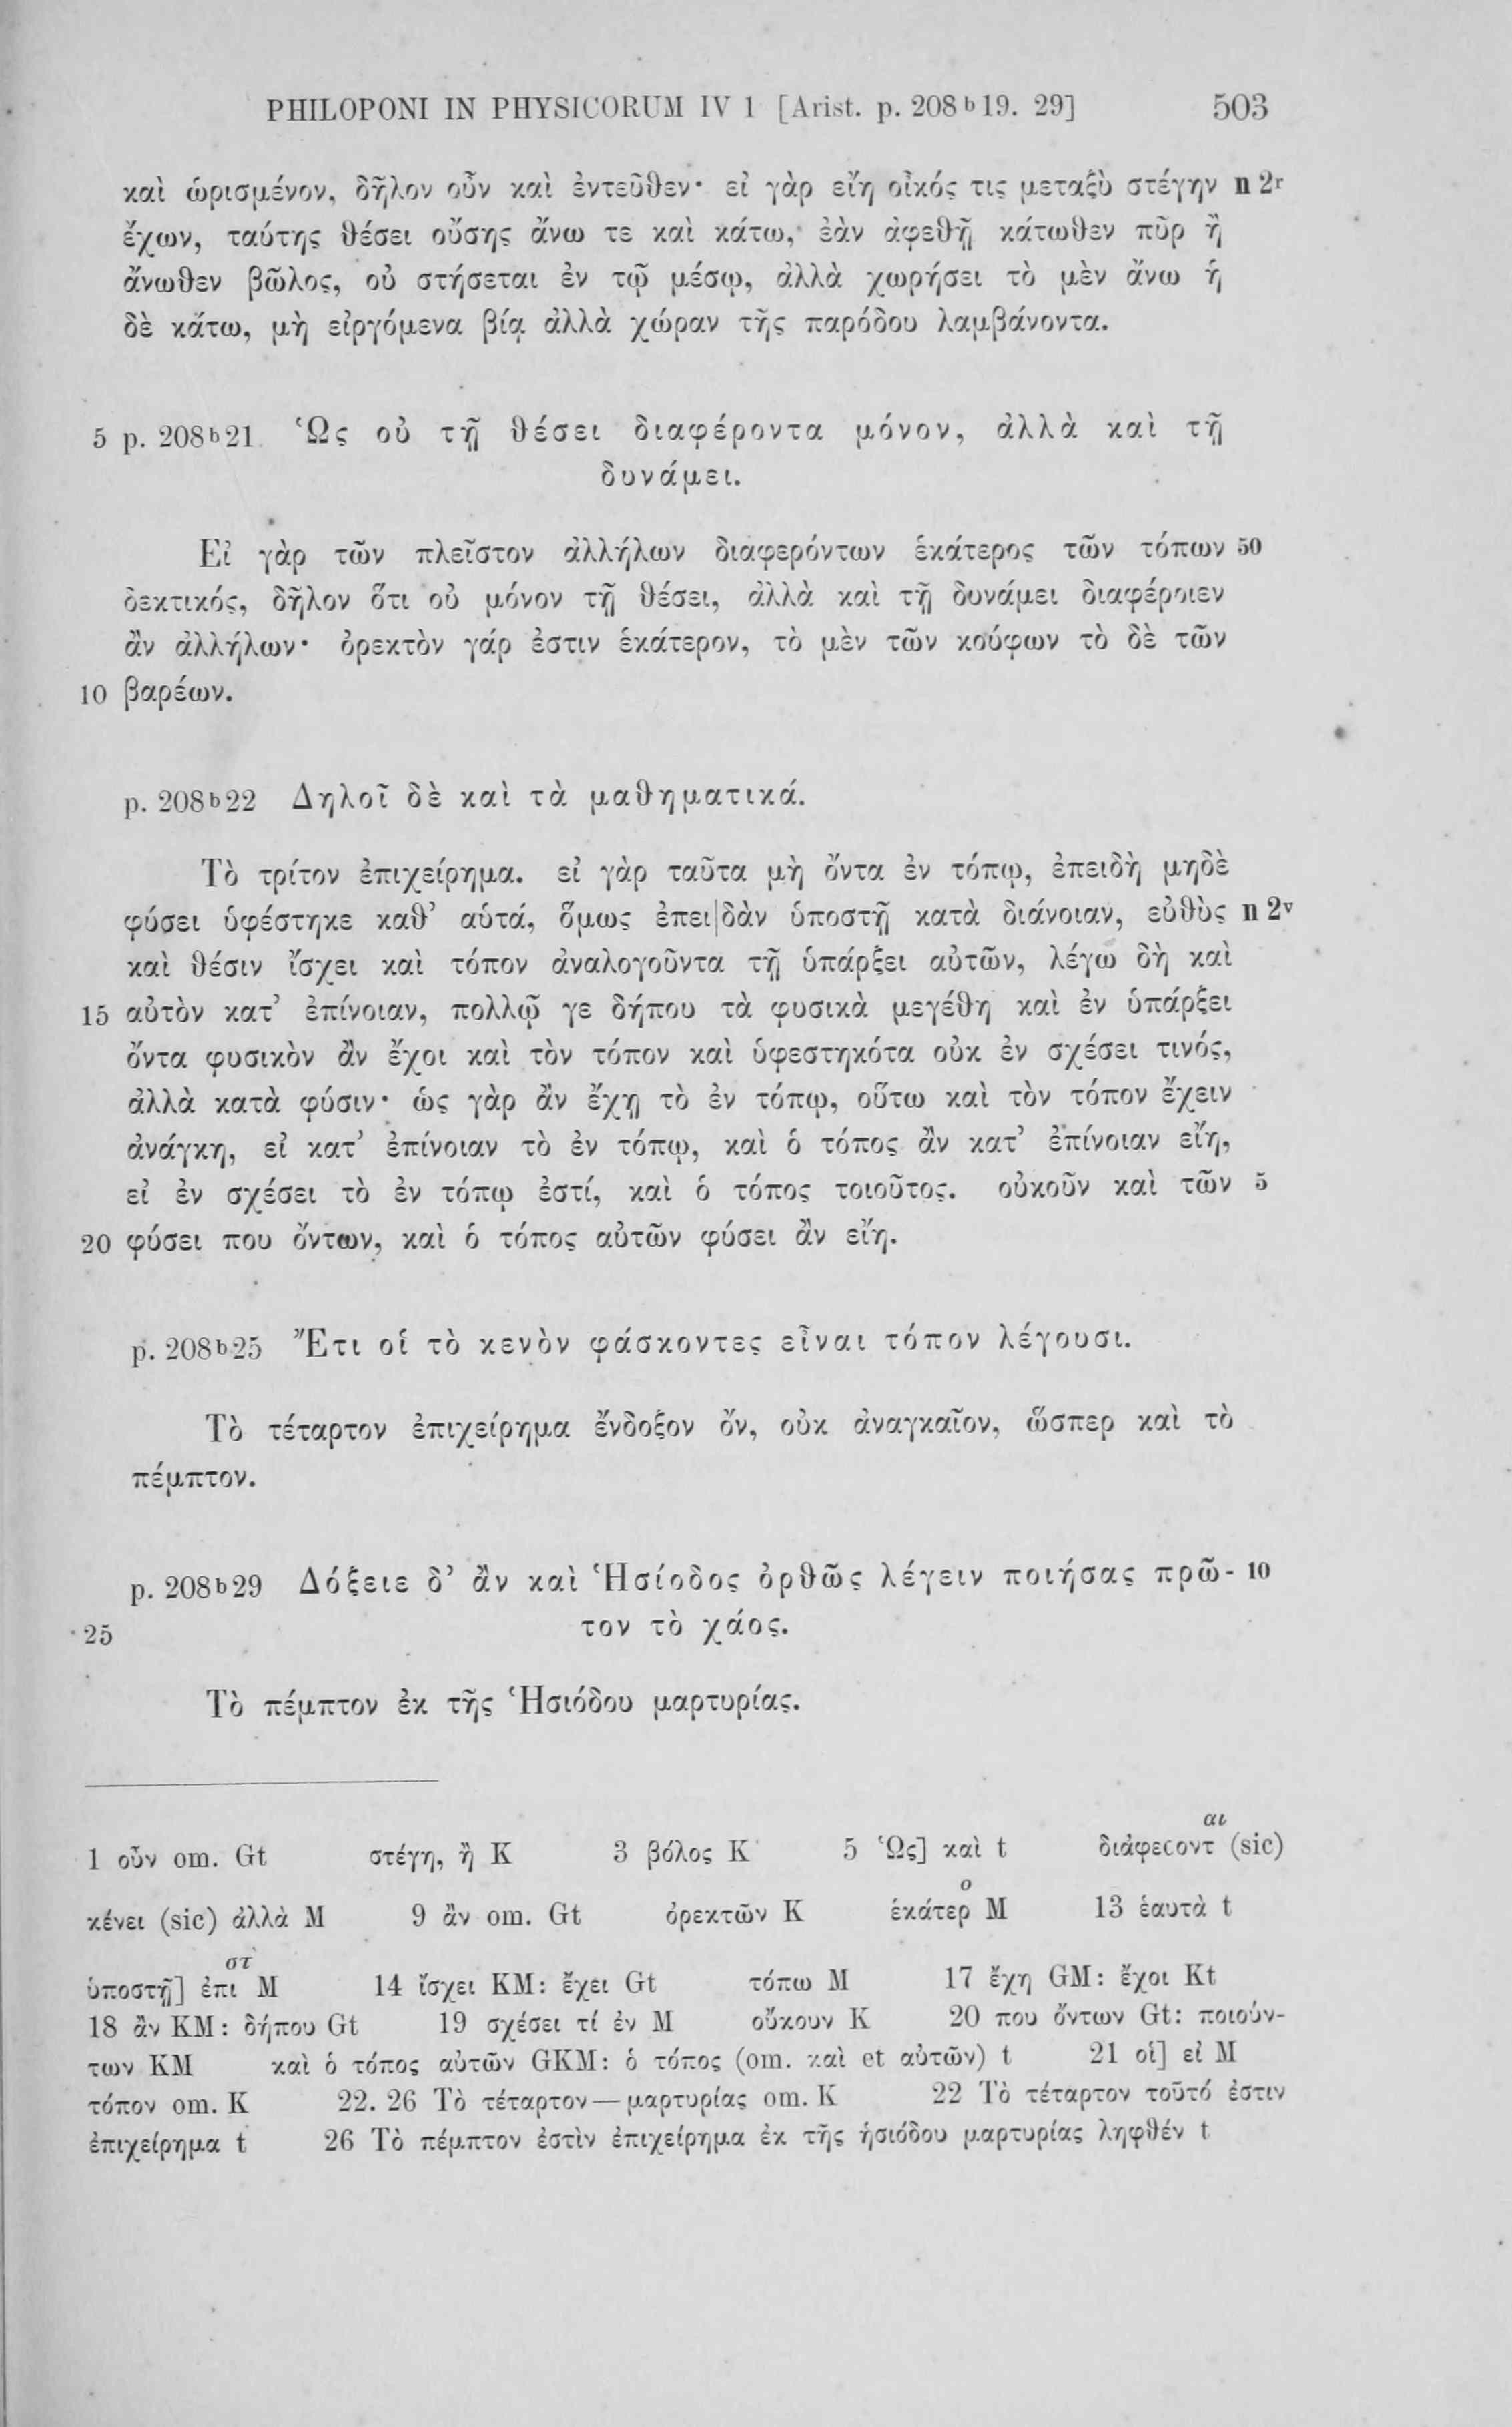 PHILOPONI IN PHYSICORUM IV 1 [Arist. p. 208 b 19. 29] 503
καὶ ὡρισμένον, δῆλον οὖν καὶ ἐντεῦθεν· εἰ γὰρ εἴη οἶκός τις μεταξὺ στέγην n 2r
ἔχων, ταύτης θέσει οὔσης ἄνω τε καὶ κάτω, ἐὰν ἀφεθῇ κάτωθεν πῦρ ἢ
ἄνωθεν βῶλος, οὐ στήσεται ἐν τῷ μέσῳ, ἀλλὰ χωρήσει τὸ μὲν ἄνω ἡ
δὲ κάτω, μὴ εἰργόμενα βίᾳ ἀλλὰ χώραν τῆς παρόδου λαμβάνοντα.
5 p. 208 b 21 Ὡς οὐ τῇ θέσει διαφέροντα μόνον, ἀλλὰ καὶ τῇ
δυνάμει.
Εἰ γὰρ τῶν πλεῖστον ἀλλήλων διαφερόντων ἑκάτερος τῶν τόπων 50
δεκτικός, δῆλον ὅτι οὐ μόνον τῇ θέσει, ἀλλὰ καὶ τῇ δυνάμει διαφέροιεν
ἂν ἀλλήλων· ὀρεκτὸν γάρ ἐστιν ἑκάτερον, τὸ μὲν τῶν κούφων τὸ δὲ τῶν
10 βαρέων.
p. 208 b 22 Δηλοῖ δὲ καὶ τὰ μαθηματικά.
Τὸ τρίτον ἐπιχείρημα. εἰ γὰρ ταῦτα μὴ ὄντα ἐν τόπῳ, ἐπειδὴ μηδὲ
φύσει ὑφέστηκε καθ’ αὑτά, ὅμως ἐπει|δὰν ὑποστῇ κατὰ διάνοιαν, εὐθὺς n 2v
καὶ θέσιν ἴσχει καὶ τόπον ἀναλογοῦντα τῇ ὑπάρξει αὐτῶν, λέγω δὴ καὶ
15 αὐτὸν κατ’ ἐπίνοιαν, πολλῷ γε δήπου τὰ φυσικὰ μεγέθη καὶ ἐν ὑπάρξει
ὄντα φυσικὸν ἂν ἔχοι καὶ τὸν τόπον καὶ ὑφεστηκότα οὐκ ἐν σχέσει τινός,
ἀλλὰ κατὰ φύσιν· ὡς γὰρ ἂν ἔχῃ τὸ ἐν τόπῳ, οὕτω καὶ τὸν τόπον ἔχειν
ἀνάγκη, εἰ κατ’ ἐπίνοιαν τὸ ἐν τόπῳ, καὶ ὁ τόπος ἂν κατ’ ἐπίνοιαν εἴη,
εἰ ἐν σχέσει τὸ ἐν τόπῳ ἐστί, καὶ ὁ τόπος τοιοῦτος. οὐκοῦν καὶ τῶν 5
20 φύσει που ὄντων, καὶ ὁ τόπος αὐτῶν φύσει ἂν εἴη.
p. 208 b 25 Ἔτι οἱ τὸ κενὸν φάσκοντες εἶναι τόπον λέγουσι.
Τὸ τέταρτον ἐπιχείρημα ἔνδοξον ὄν, οὐκ ἀναγκαῖον, ὥσπερ καὶ τὸ
πέμπτον.
p. 208 b 29 Δόξειε δ’ ἂν καὶ Ἡσίοδος ὀρθῶς λέγειν ποιήσας πρῶ- 10
25 τον τὸ χάος.
Τὸ πέμπτον ἐκ τῆς Ἡσιόδου μαρτυρίας.
αι
1 οὖν om. Gt στέγη, ἢ K 3 βόλος K 5 Ὡς] καὶ t διάφεσοντ (sic)
ο
κένει (sic) ἀλλὰ M 9 ἂν om. Gt ὀρεκτῶν K ἑκάτερ M 13 ἑαυτὰ t
στ
ὑποστῇ] ἐπι M 14 ἴσχει KM: ἔχει Gt τόπω M 17 ἔχη GM: ἔχοι Kt
18 ἂν KM: δήπου Gt 19 σχέσει τί ἐν M οὔκουν K 20 που ὄντων Gt: ποιούν-
των KM καὶ ὁ τόπος αὐτῶν GKM: ὁ τόπος (om. καὶ et αὐτῶν) t 21 οἱ] εἰ M
τόπον om. K 22. 26 Τὸ τέταρτον — μαρτυρίας om. K 22 Τὸ τέταρτον τοῦτό ἐστιν
ἐπιχείρημα t 26 Τὸ πέμπτον ἐστὶν ἐπιχείρημα ἐκ τῆς ἡσιόδου μαρτυρίας ληφθέν t